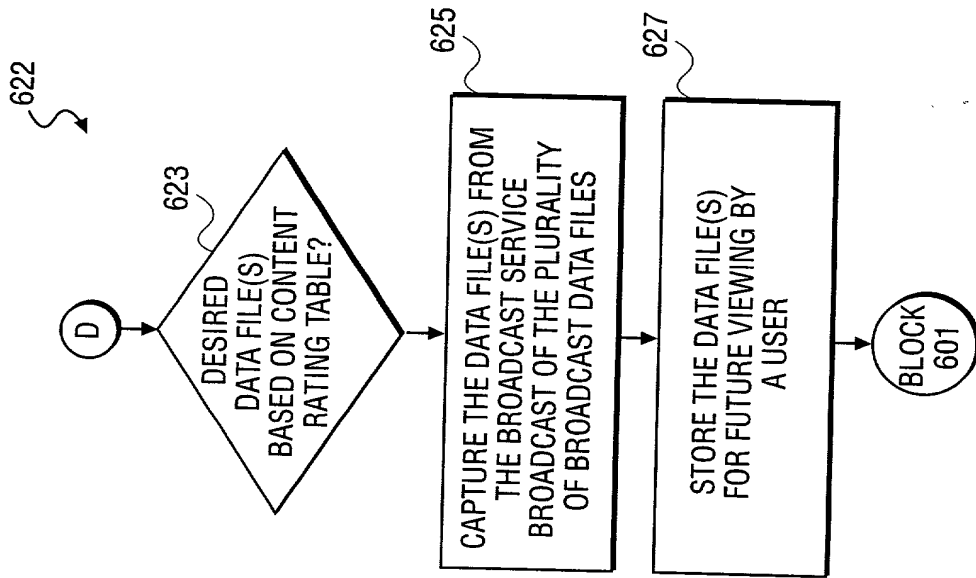 622
D
623
DESIRED
DATA FILE(S)
BASED ON CONTENT
RATING TABLE?
625
CAPTURE THE DATA FILE(S) FROM
THE BROADCAST SERVICE
BROADCAST OF THE PLURALITY
OF BROADCAST DATA FILES
627
STORE THE DATA FILE(S)
FOR FUTURE VIEWING BY
A USER
BLOCK
601